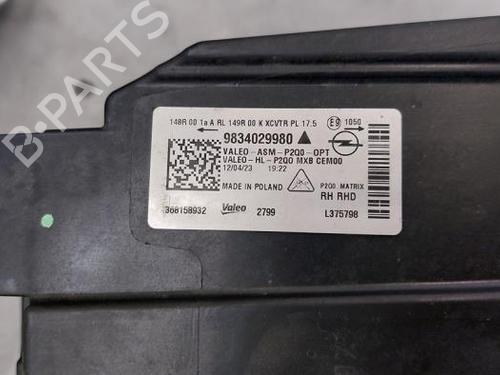 B-PARTS
148R 00 1a A RL 149R 00 K XCVTR PL 17.5
E9 1050
9834029980
VALEO-ASM-P2Q0-OPT
VALEO-HL-P2Q0 MXB CEM00
12/04/23 19:22
MADE IN POLAND
P2Q0 MATRIX
RH RHD
366158932 Valeo 2799 L375798